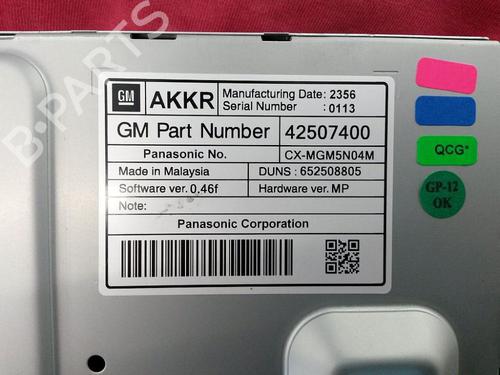 GM
AKKR
Manufacturing Date: 2356
Serial Number : 0113
GM Part Number 42507400
Panasonic No. CX-MGM5N04M
Made in Malaysia DUNS : 652508805
Software ver. 0.46f Hardware ver. MP
Note:
Panasonic Corporation
QCG*
GP-12
OK
B-PARTS